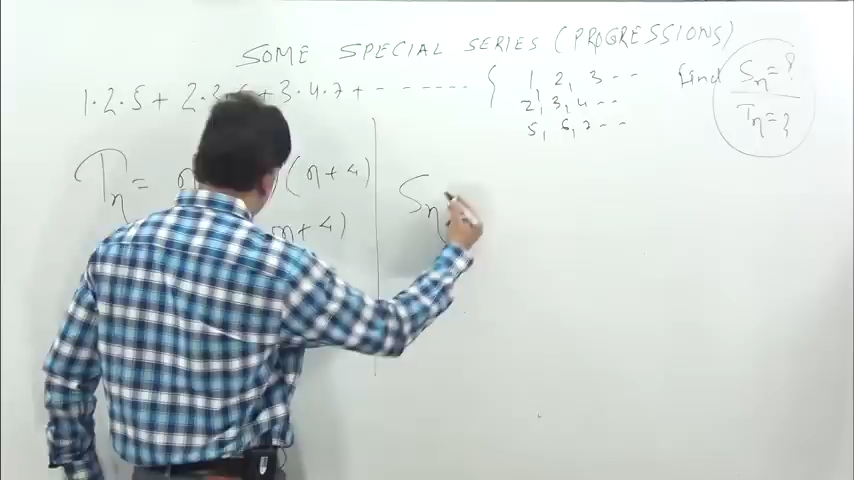 SOME SPECIAL SERIES (PROGRESSIONS)
1·2·5 + 2·3·6 + 3·4·7 + - - - - - - - { 1, 2, 3 - - find Sn = ?
2, 3, 4 - - Tn = ?
5, 6, 7 - -
Tn = n (n+4)
n+4)
Sn